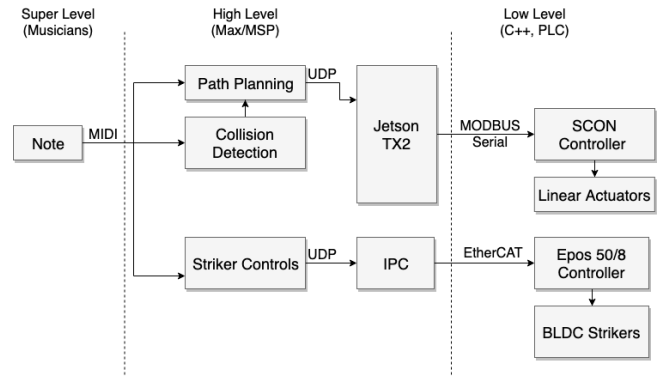 Super Level
(Musicians)
High Level
(Max/MSP)
Low Level
(C++, PLC)
Path Planning
UDP
Note
MIDI
Collision
Detection
Jetson
TX2
MODBUS
Serial
SCON
Controller
Linear Actuators
Striker Controls
UDP
IPC
EtherCAT
Epos 50/8
Controller
BLDC Strikers